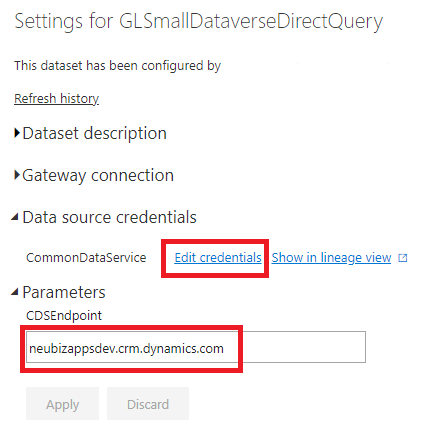 Settings for GLSmallDataverseDirectQuery
This dataset has been configured by
Refresh history
Dataset description
Gateway connection
Data source credentials
CommonDataService Edit credentials Show in lineage view
Parameters
CDSEndpoint
neubizappsdev.crm.dynamics.com
Apply Discard